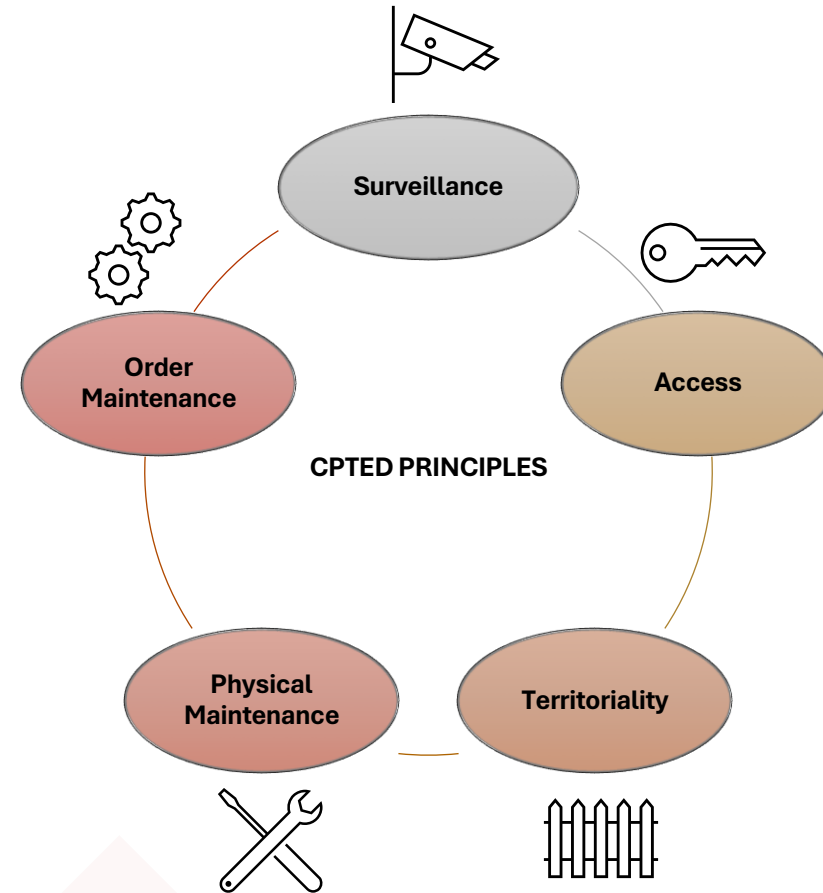 Surveillance
Order
Maintenance
Access
CPTED PRINCIPLES
Physical
Maintenance
Territoriality